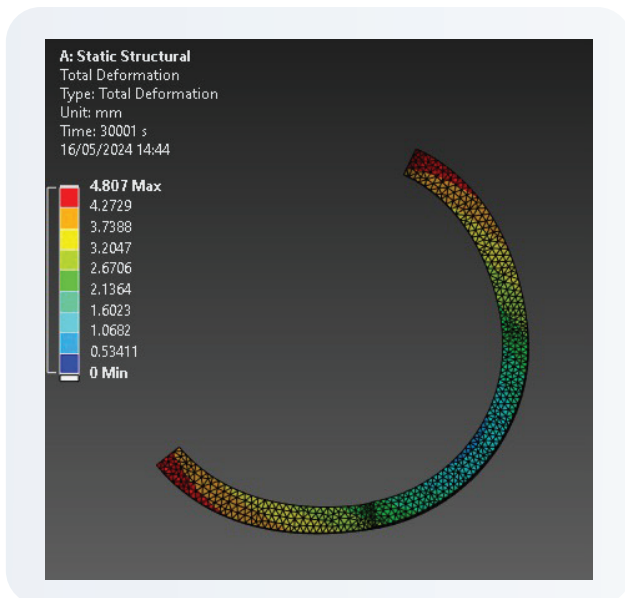 A: Static Structural
Total Deformation
Type: Total Deformation
Unit: mm
Time: 30001 s
16/05/2024 14:44
4.807 Max
4.2729
3.7388
3.2047
2.6706
2.1364
1.6023
1.0682
0.53411
0 Min